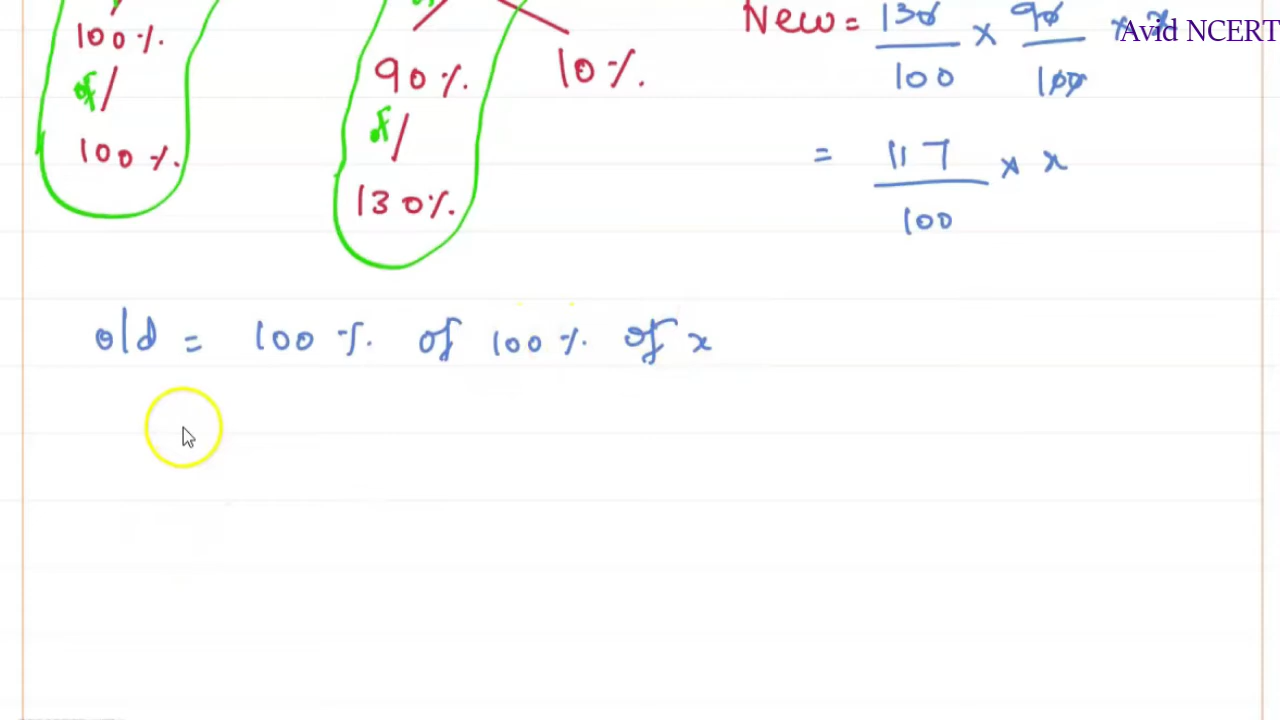 100%.
of/
100%.
of
90%.
10%.
of/
130%.
New = 130/100 × 90/100 × x
Avid NCERT
= 117/100 × x
old = 100%. of 100%. of x